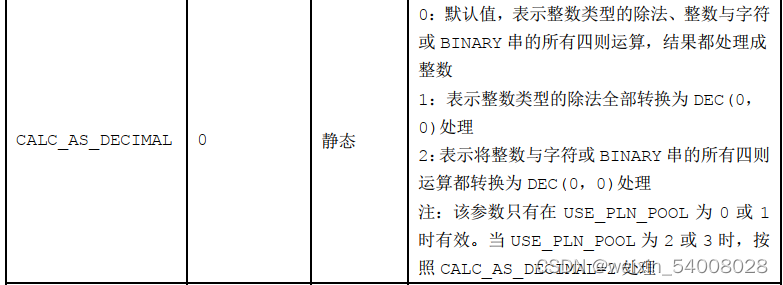 0: 默认值，表示整数类型的除法、整数与字符
或 BINARY 串的所有四则运算，结果都处理成
整数
1: 表示整数类型的除法全部转换为 DEC(0,
0)处理
CALC_AS_DECIMAL 0 静态
2:表示将整数与字符或 BINARY 串的所有四则
运算都转换为 DEC(0, 0)处理
注: 该参数只有在 USE_PLN_POOL 为 0 或 1
时有效。当 USE_PLN_POOL 为 2 或 3 时，按
照 CALC_AS_DECIMAL=2 处理